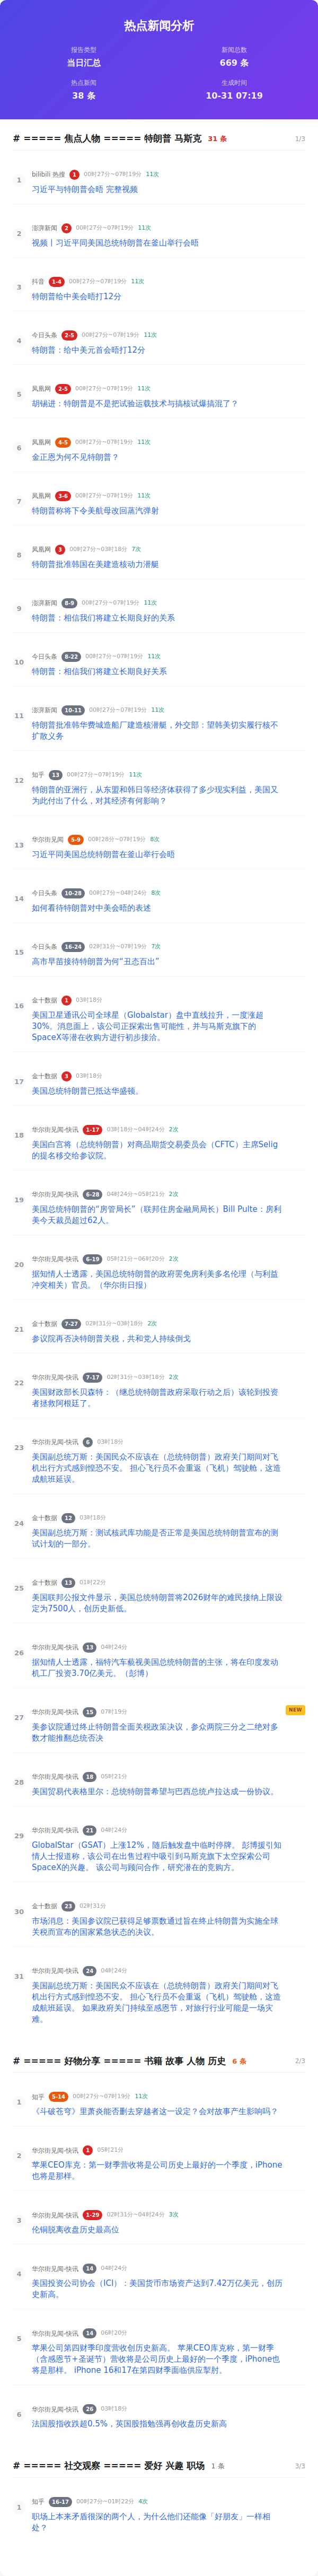 热点新闻分析
报告类型
新闻总数
当日汇总
669 条
热点新闻
生成时间
38 条
10-31 07:19
# ===== 焦点人物 ===== 特朗普 马斯克 31 条 1/3
1 bilibili 热搜 1 00时27分~07时19分 11次
习近平与特朗普会晤 完整视频
2 澎湃新闻 2 00时27分~07时19分 11次
视频丨习近平同美国总统特朗普在釜山举行会晤
3 抖音 1-4 00时27分~07时19分 11次
特朗普给中美会晤打12分
4 今日头条 2-5 00时27分~07时19分 11次
特朗普：给中美元首会晤打12分
5 凤凰网 2-5 00时27分~07时19分 11次
胡锡进：特朗普是不是把试验运载技术与搞核试爆搞混了？
6 凤凰网 4-5 00时27分~07时19分 11次
金正恩为何不见特朗普？
7 凤凰网 3-6 00时27分~07时19分 11次
特朗普称将下令美航母改回蒸汽弹射
8 凤凰网 3 00时27分~03时18分 7次
特朗普批准韩国在美建造核动力潜艇
9 澎湃新闻 8-9 00时27分~07时19分 11次
特朗普：相信我们将建立长期良好的关系
10 今日头条 8-22 00时27分~07时19分 11次
特朗普：相信我们将建立长期良好关系
11 澎湃新闻 10-11 00时27分~07时19分 11次
特朗普批准韩华费城造船厂建造核潜艇，外交部：望韩美切实履行核不
扩散义务
12 知乎 13 00时27分~07时19分 11次
特朗普的亚洲行，从东盟和韩日等经济体获得了多少现实利益，美国又
为此付出了什么，对其经济有何影响？
13 华尔街见闻 5-9 00时28分~07时19分 8次
习近平同美国总统特朗普在釜山举行会晤
14 今日头条 10-28 00时27分~04时24分 8次
如何看待特朗普对中美会晤的表述
15 今日头条 16-24 02时31分~07时19分 7次
高市早苗接待特朗普为何“丑态百出”
16 金十数据 1 03时18分
美国卫星通讯公司全球星（Globalstar）盘中直线拉升，一度涨超
30%。消息面上，该公司正探索出售可能性，并与马斯克旗下的
SpaceX等潜在收购方进行初步接洽。
17 金十数据 3 03时18分
美国总统特朗普已抵达华盛顿。
18 华尔街见闻-快讯 1-17 03时18分~04时24分 2次
美国白宫将（总统特朗普）对商品期货交易委员会（CFTC）主席Selig
的提名移交给参议院。
19 华尔街见闻-快讯 6-28 04时24分~05时21分 2次
美国总统特朗普的“房管局长”（联邦住房金融局局长）Bill Pulte：房利
美今天裁员超过62人。
20 华尔街见闻-快讯 6-19 05时21分~06时20分 2次
据知情人士透露，美国总统特朗普的政府罢免房利美多名伦理（与利益
冲突相关）官员。（华尔街日报）
21 金十数据 7-27 02时31分~03时18分 2次
参议院再否决特朗普关税，共和党人持续倒戈
22 华尔街见闻-快讯 7-17 02时31分~03时18分 2次
美国财政部长贝森特：（继总统特朗普政府采取行动之后）该轮到投资
者拯救阿根廷了。
23 华尔街见闻-快讯 6 03时18分
美国副总统万斯：美国民众不应该在（总统特朗普）政府关门期间对飞
机出行方式感到惶恐不安。 担心飞行员不会重返（飞机）驾驶舱，这造
成航班延误。
24 金十数据 12 03时18分
美国副总统万斯：测试核武库功能是否正常是美国总统特朗普宣布的测
试计划的一部分。
25 金十数据 13 01时22分
美国联邦公报文件显示，美国总统特朗普将2026财年的难民接纳上限设
定为7500人，创历史新低。
26 华尔街见闻-快讯 13 04时24分
据知情人士透露，福特汽车藐视美国总统特朗普的主张，将在印度发动
机工厂投资3.70亿美元。（彭博）
27 华尔街见闻-快讯 15 07时19分 NEW
美参议院通过终止特朗普全面关税政策决议，参众两院三分之二绝对多
数才能推翻总统否决
28 华尔街见闻-快讯 18 05时21分
美国贸易代表格里尔：总统特朗普希望与巴西总统卢拉达成一份协议。
29 华尔街见闻-快讯 21 04时24分
GlobalStar（GSAT）上涨12%，随后触发盘中临时停牌。 彭博援引知
情人士报道称，该公司在出售过程中吸引到马斯克旗下太空探索公司
SpaceX的兴趣。 该公司与顾问合作，研究潜在的竞购方。
30 金十数据 23 02时31分
市场消息：美国参议院已获得足够票数通过旨在终止特朗普为实施全球
关税而宣布的国家紧急状态的决议。
31 华尔街见闻-快讯 24 04时24分
美国副总统万斯：美国民众不应该在（总统特朗普）政府关门期间对飞
机出行方式感到惶恐不安。 担心飞行员不会重返（飞机）驾驶舱，这造
成航班延误。 如果政府关门持续至感恩节，对旅行行业可能是一场灾
难。
# ===== 好物分享 ===== 书籍 故事 人物 历史 6 条 2/3
1 知乎 5-14 00时27分~07时19分 11次
《斗破苍穹》里萧炎能否删去穿越者这一设定？会对故事产生影响吗？
2 华尔街见闻-快讯 1 05时21分
苹果CEO库克：第一财季营收将是公司历史上最好的一个季度，iPhone
也将是那样。
3 华尔街见闻-快讯 1-29 02时31分~04时24分 3次
伦铜脱离收盘历史最高位
4 华尔街见闻-快讯 14 04时24分
美国投资公司协会（ICI）：美国货币市场资产达到7.42万亿美元，创历
史新高。
5 华尔街见闻-快讯 14 06时20分
苹果公司第四财季印度营收创历史新高。 苹果CEO库克称，第一财季
（含感恩节+圣诞节）营收将是公司历史上最好的一个季度，iPhone也
将是那样。 iPhone 16和17在第四财季面临供应掣肘。
6 华尔街见闻-快讯 26 03时18分
法国股指收跌超0.5%，英国股指勉强再创收盘历史新高
# ===== 社交观察 ===== 爱好 兴趣 职场 1 条 3/3
1 知乎 16-17 00时27分~01时22分 4次
职场上本来矛盾很深的两个人，为什么他们还能像「好朋友」一样相
处？